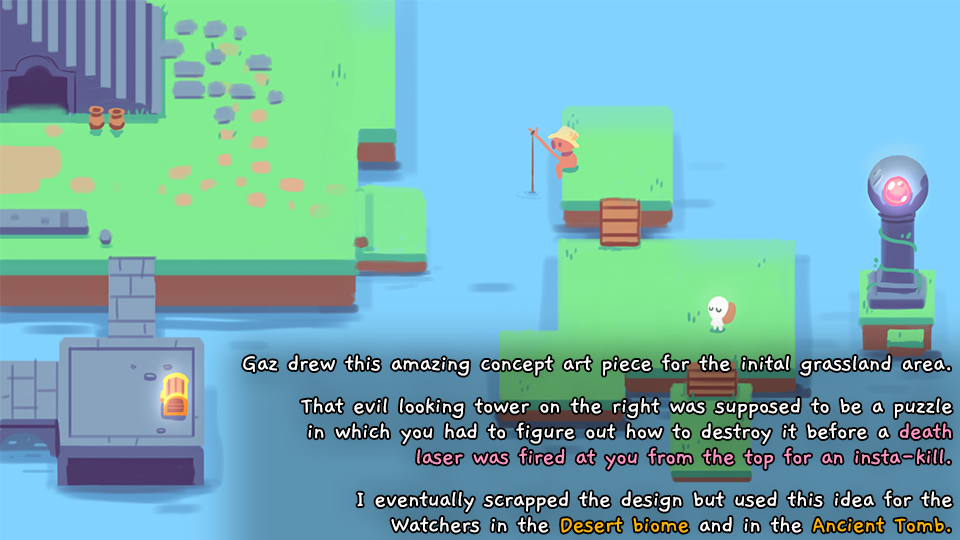 Gaz drew this amazing concept art piece for the inital grassland area.
That evil looking tower on the right was supposed to be a puzzle
in which you had to figure out how to destroy it before a death
laser was fired at you from the top for an insta-kill.
I eventually scrapped the design but used this idea for the
Watchers in the Desert biome and in the Ancient Tomb.